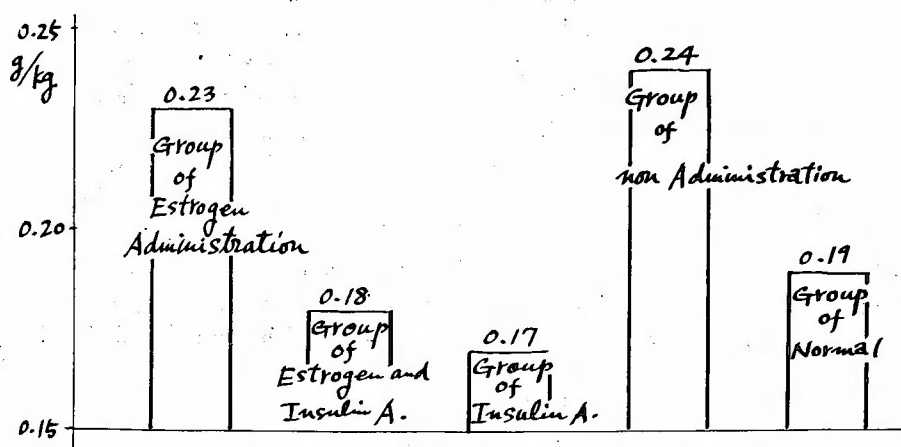 0.25
g/kg
0.23
Group
of
Estrogen
Administration
0.18
Group
of
Estrogen and
Insulin A.
0.17
Group
of
Insulin A.
0.24
Group
of
non Administration
0.19
Group
of
Normal
0.20
0.15